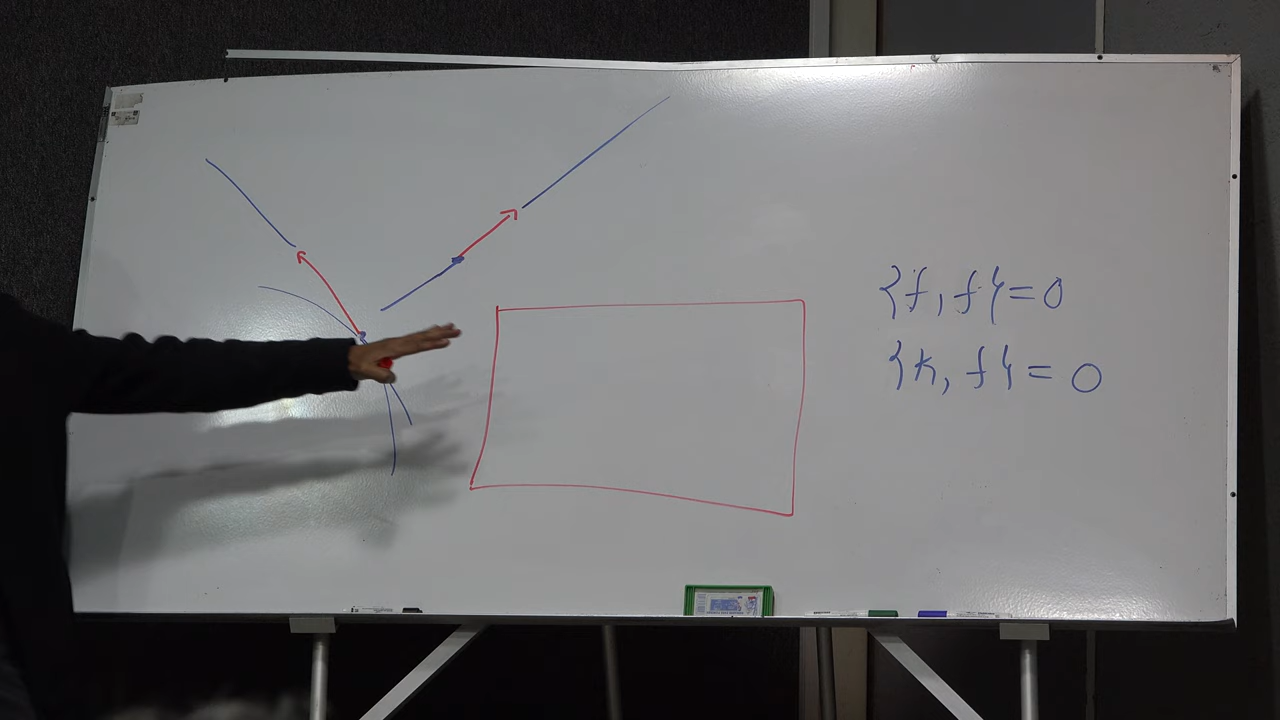 {f, f} = 0
{k, f} = 0